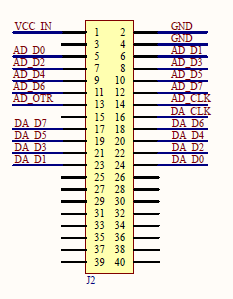 VCC_IN 1 2 GND
3 4 GND
AD_D0 5 6 AD_D1
AD_D2 7 8 AD_D3
AD_D4 9 10 AD_D5
AD_D6 11 12 AD_D7
AD_OTR 13 14 AD_CLK
15 16 DA_CLK
DA_D7 17 18 DA_D6
DA_D5 19 20 DA_D4
DA_D3 21 22 DA_D2
DA_D1 23 24 DA_D0
25 26
27 28
29 30
31 32
33 34
35 36
37 38
39 40
J2